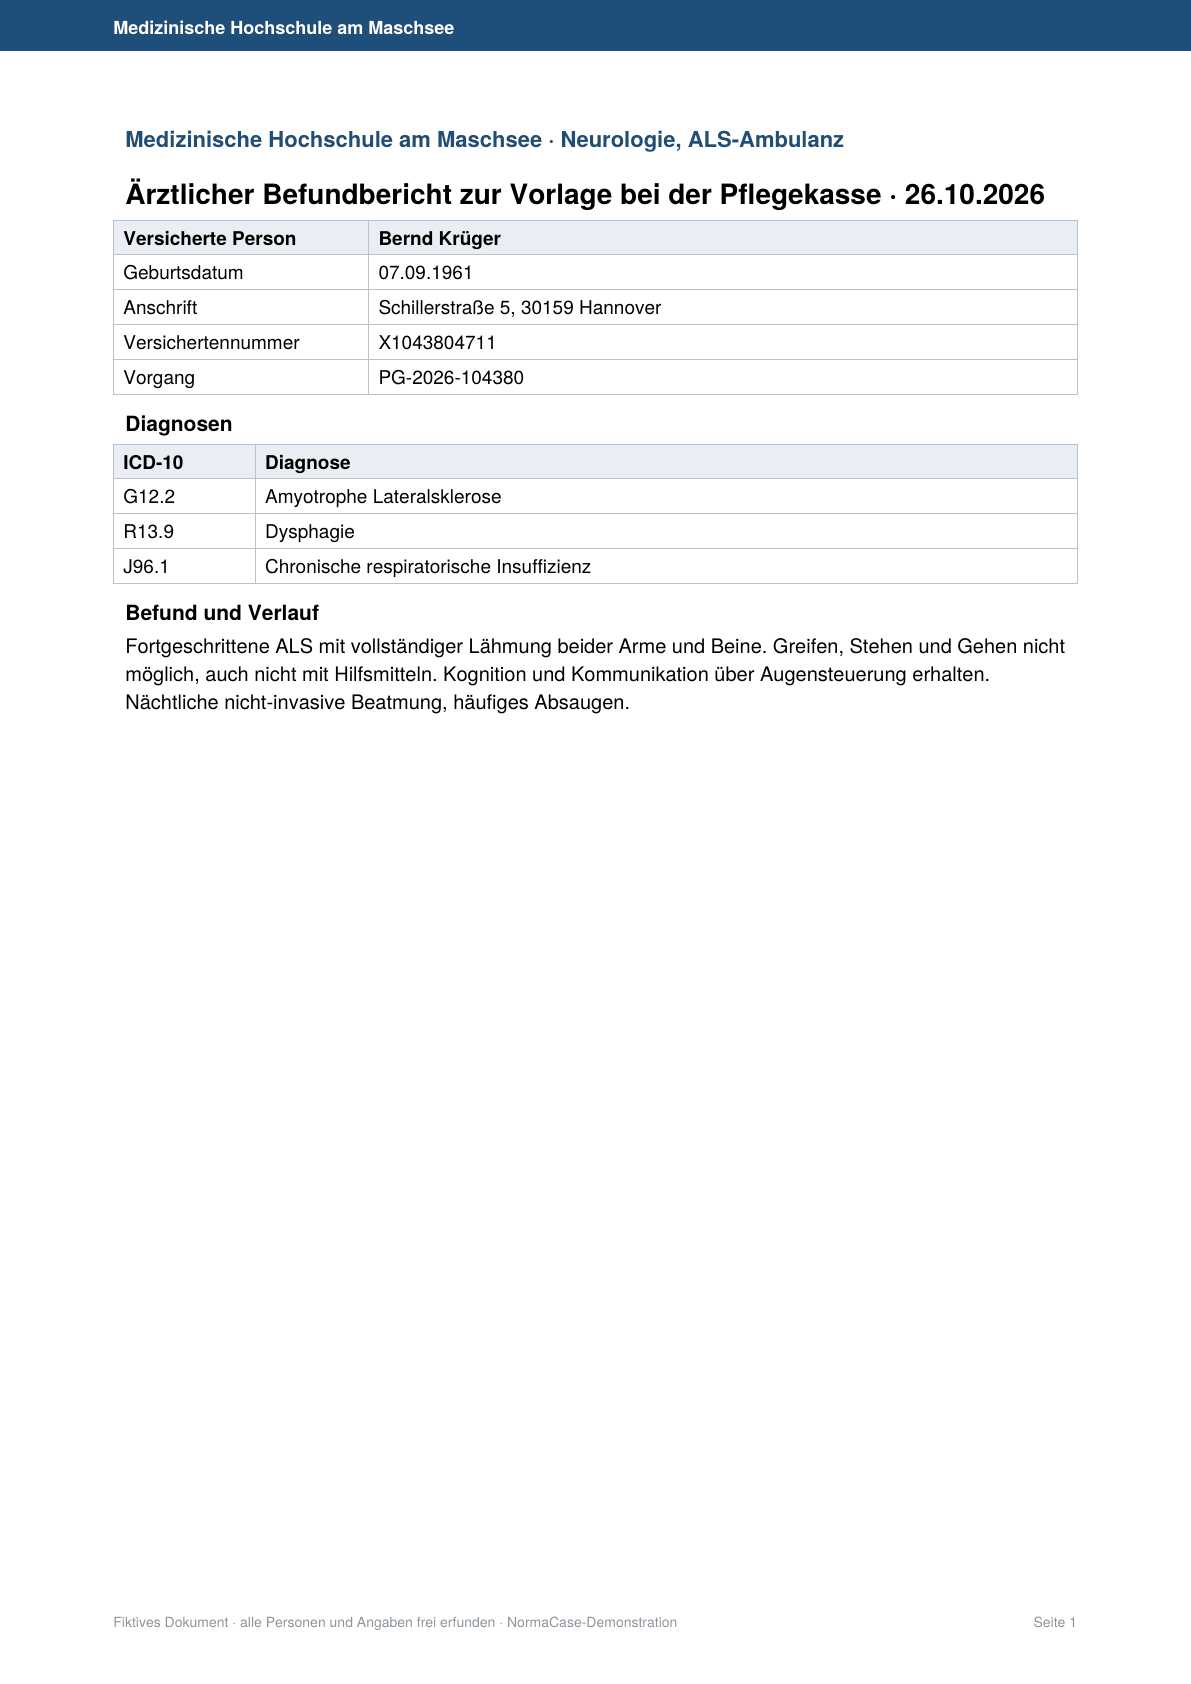 Medizinische Hochschule am Maschsee
Medizinische Hochschule am Maschsee · Neurologie, ALS-Ambulanz
Ärztlicher Befundbericht zur Vorlage bei der Pflegekasse · 26.10.2026
Versicherte Person Bernd Krüger
Geburtsdatum 07.09.1961
Anschrift Schillerstraße 5, 30159 Hannover
Versichertennummer X1043804711
Vorgang PG-2026-104380
Diagnosen
ICD-10 Diagnose
G12.2 Amyotrophe Lateralsklerose
R13.9 Dysphagie
J96.1 Chronische respiratorische Insuffizienz
Befund und Verlauf
Fortgeschrittene ALS mit vollständiger Lähmung beider Arme und Beine. Greifen, Stehen und Gehen nicht
möglich, auch nicht mit Hilfsmitteln. Kognition und Kommunikation über Augensteuerung erhalten.
Nächtliche nicht-invasive Beatmung, häufiges Absaugen.
Fiktives Dokument · alle Personen und Angaben frei erfunden · NormaCase-Demonstration Seite 1